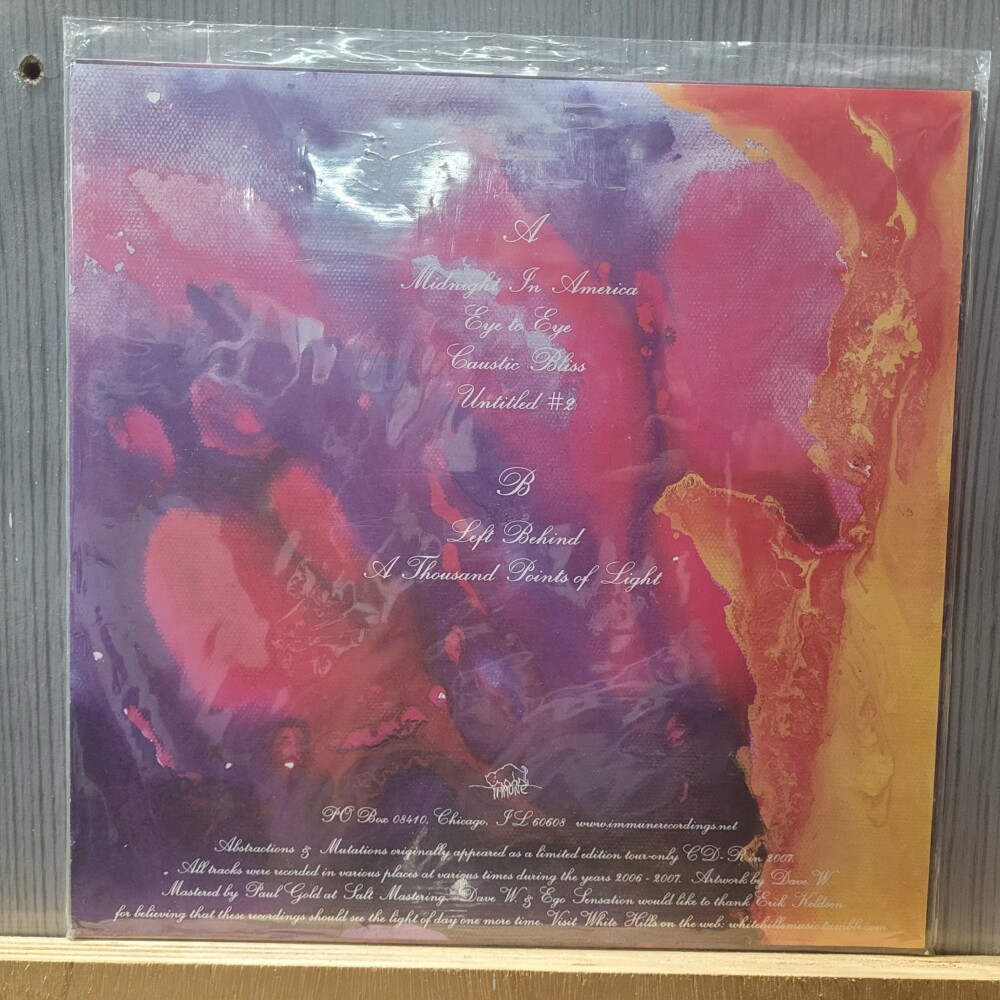 A
Midnight In America
Eye to Eye
Caustic Bliss
Untitled #2
B
Left Behind
A Thousand Points of Light
IMMUNE
PO Box 08410, Chicago, IL 60608 www.immunerecordings.net
Abstractions & Mutations originally appeared as a limited edition tour-only CD-R in 2007.
All tracks were recorded in various places at various times during the years 2006 - 2007. Artwork by Dave W.
Mastered by Paul Gold at Salt Mastering. Dave W. & Ego Sensation would like to thank Erik Keldsen
for believing that these recordings should see the light of day one more time. Visit White Hills on the web: whitehillsmusic.tumblr.com